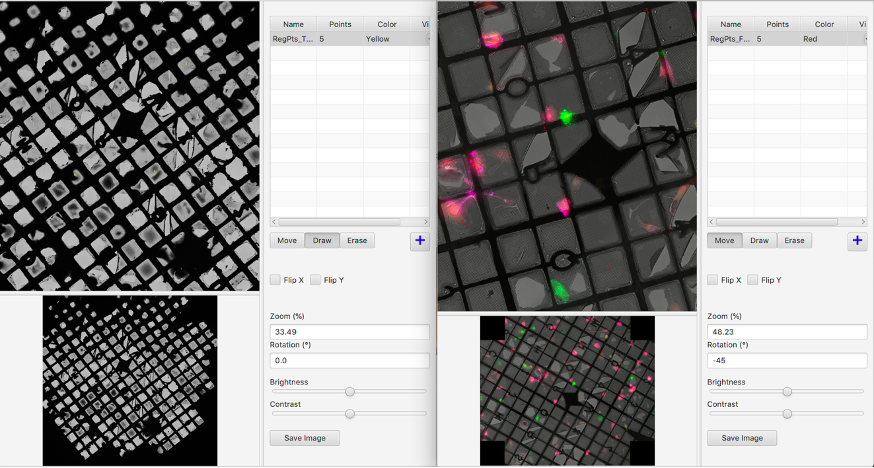 Name Points Color Vi
RegPts_T... 5 Yellow
Move Draw Erase +
Flip X Flip Y
Zoom (%)
33.49
Rotation (°)
0.0
Brightness
Contrast
Save Image
Name Points Color Vi
RegPts_F... 5 Red
Move Draw Erase +
Flip X Flip Y
Zoom (%)
48.23
Rotation (°)
-45
Brightness
Contrast
Save Image